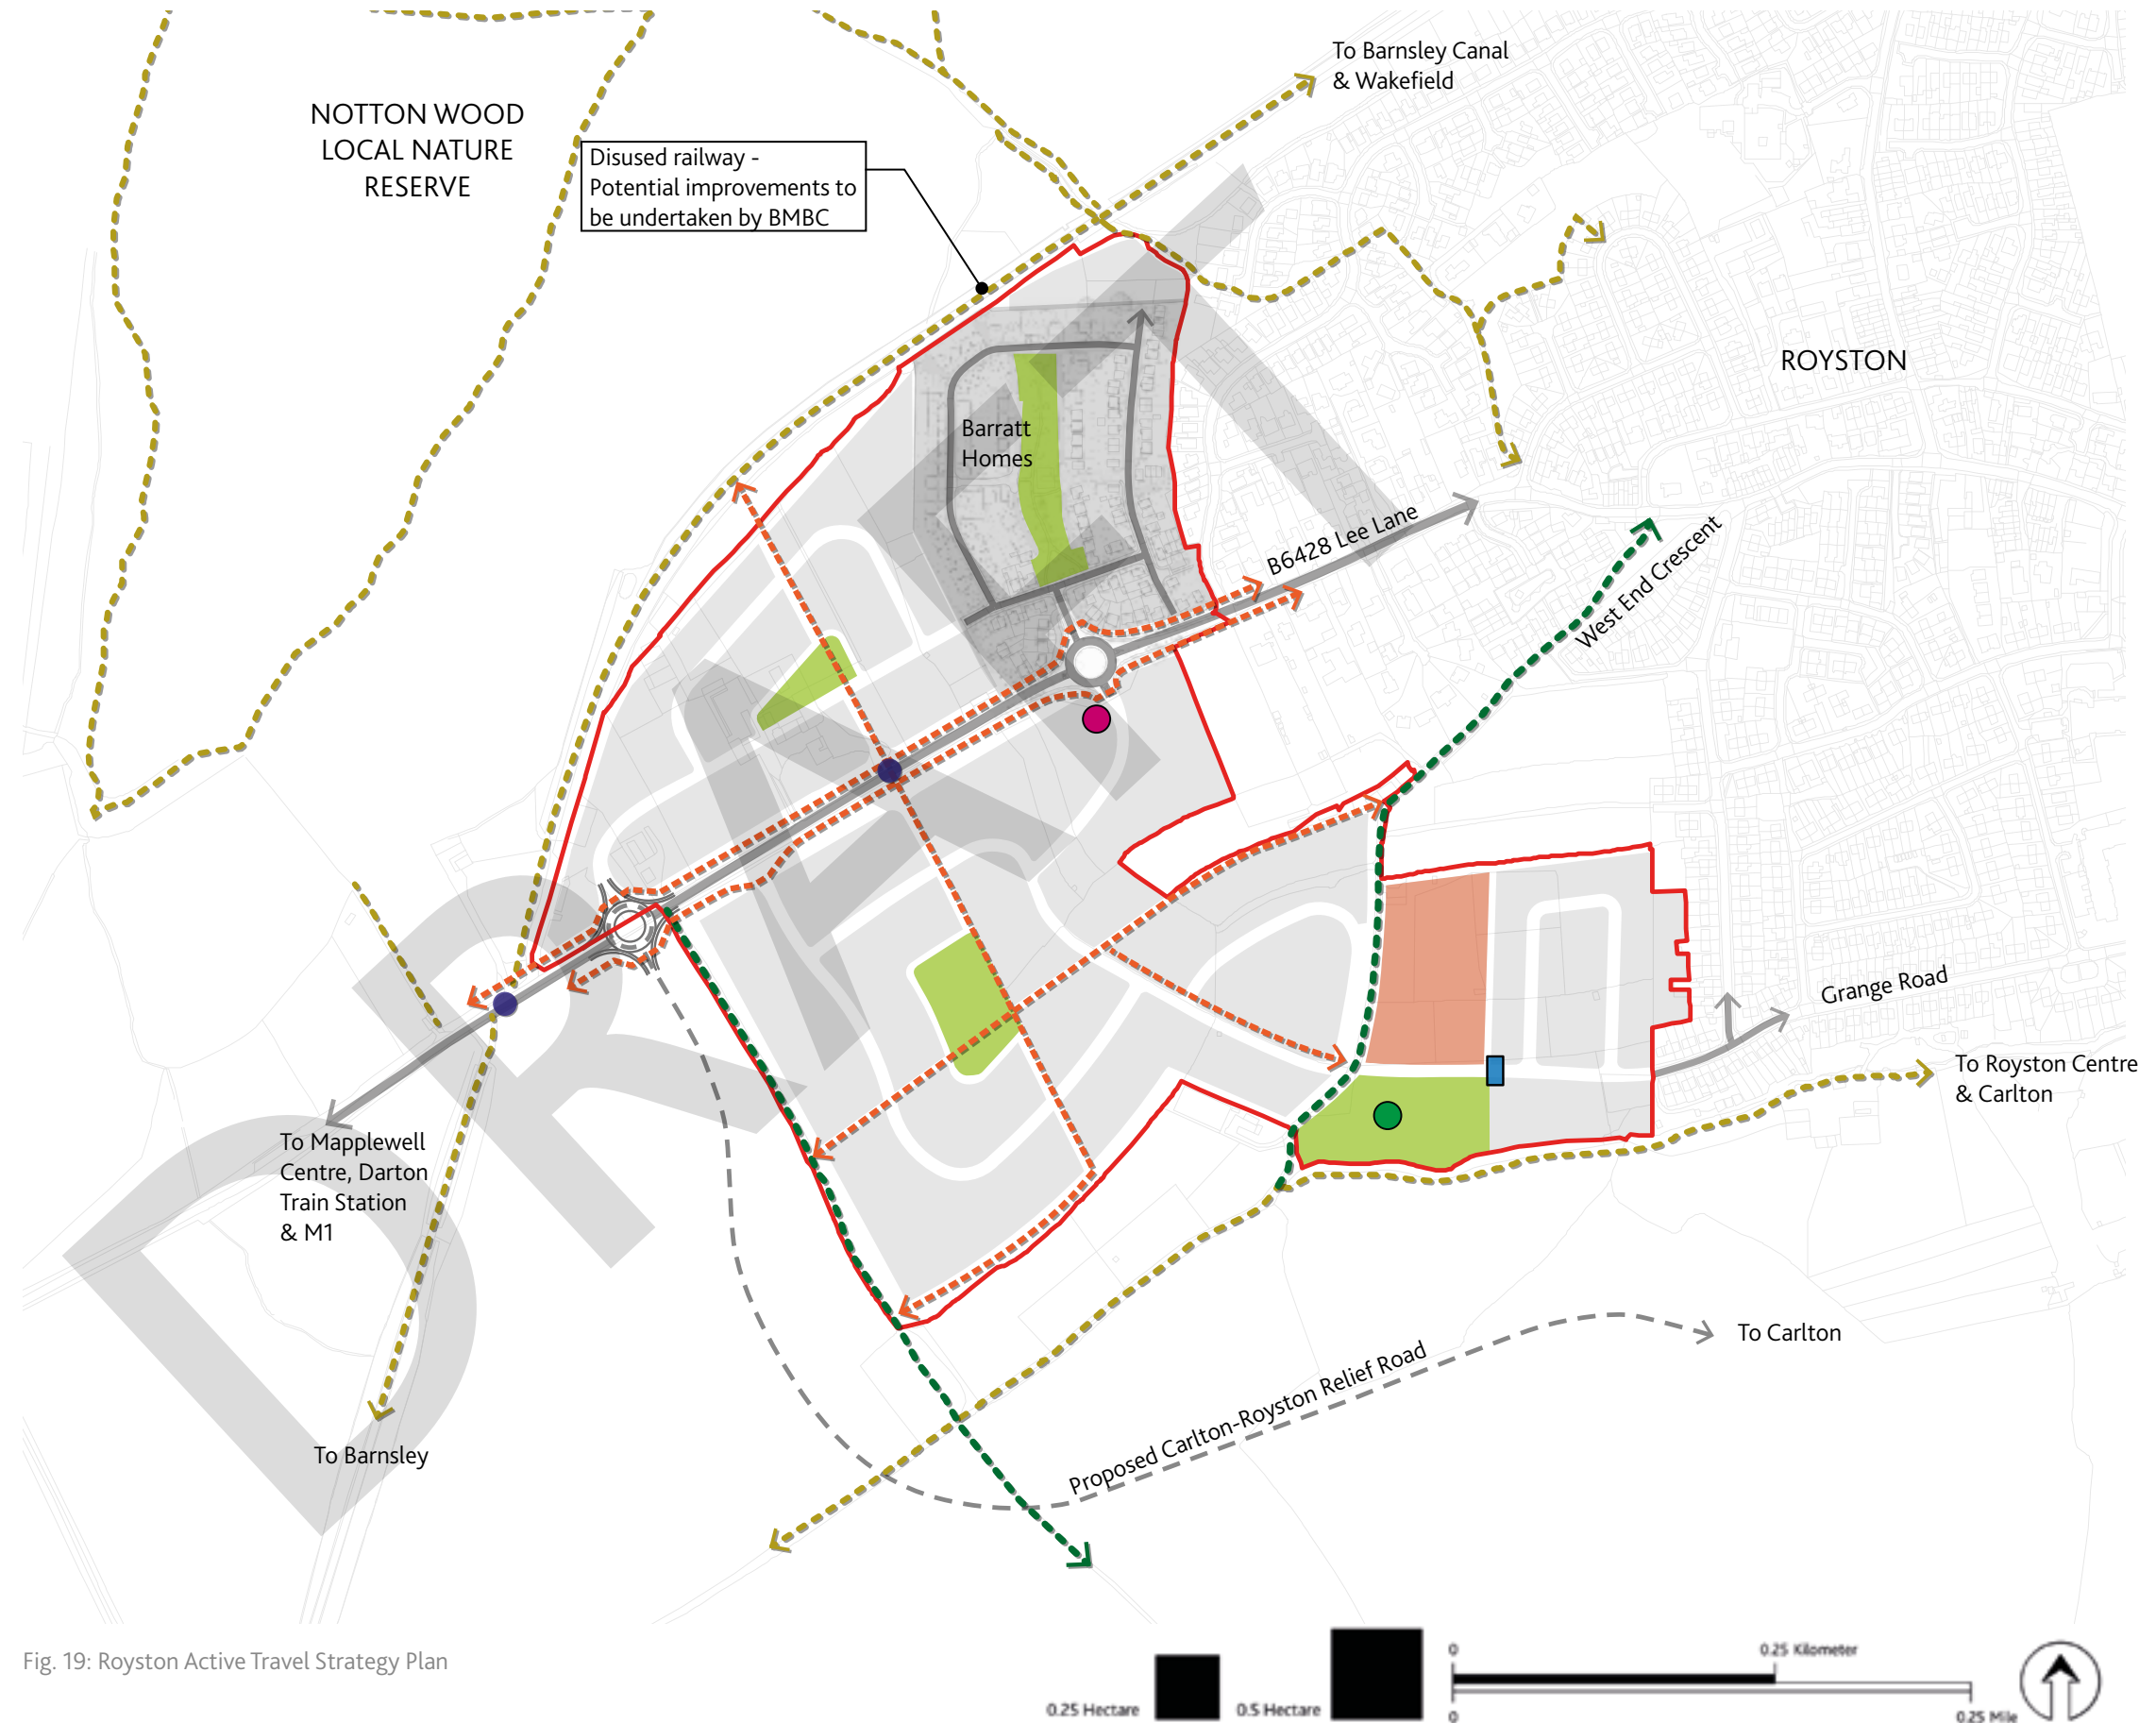 To Barnsley Canal
& Wakefield
NOTTON WOOD
LOCAL NATURE
RESERVE
Disused railway -
Potential improvements to
be undertaken by BMBC
ROYSTON
Barratt
Homes
B6428 Lee Lane
West End Crescent
Grange Road
To Royston Centre
& Carlton
To Mapplewell
Centre, Darton
Train Station
& M1
To Carlton
Proposed Carlton-Royston Relief Road
To Barnsley
DRAFT
Fig. 19: Royston Active Travel Strategy Plan
0.25 Hectare
0.5 Hectare
0
0.25 Kilometer
0
0.25 Mile